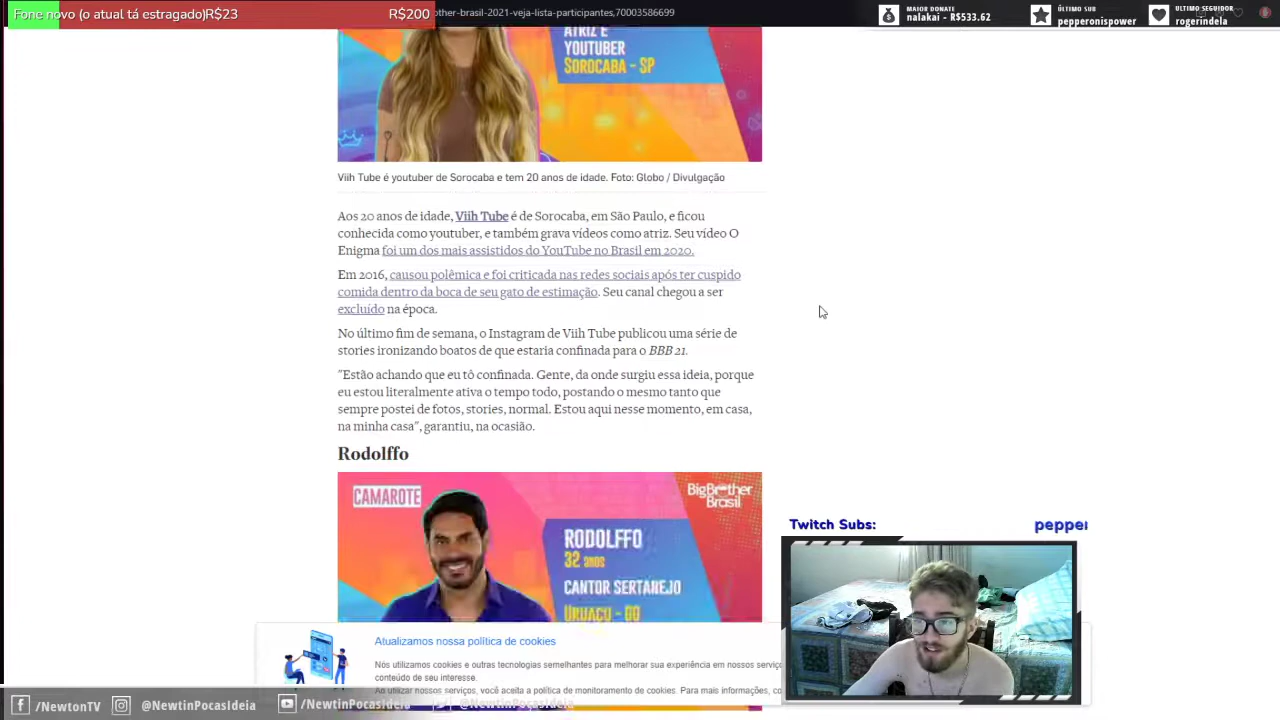 Fone novo (o atual tá estragado)R$23
R$200
other-brasil-2021-veja-lista-participantes,70003586699
MAIOR DONATE
nalakai - R$533.62
ÚLTIMO SUB
pepperonispower
ÚLTIMO SEGUIDOR
rogerindela
ATRIZ E
YOUTUBER
SOROCABA - SP
Viih Tube é youtuber de Sorocaba e tem 20 anos de idade. Foto: Globo / Divulgação
Aos 20 anos de idade, Viih Tube é de Sorocaba, em São Paulo, e ficou
conhecida como youtuber, e também grava vídeos como atriz. Seu vídeo O
Enigma foi um dos mais assistidos do YouTube no Brasil em 2020.
Em 2016, causou polêmica e foi criticada nas redes sociais após ter cuspido
comida dentro da boca de seu gato de estimação. Seu canal chegou a ser
excluído na época.
No último fim de semana, o Instagram de Viih Tube publicou uma série de
stories ironizando boatos de que estaria confinada para o BBB 21.
"Estão achando que eu tô confinada. Gente, da onde surgiu essa ideia, porque
eu estou literalmente ativa o tempo todo, postando o mesmo tanto que
sempre postei de fotos, stories, normal. Estou aqui nesse momento, em casa,
na minha casa", garantiu, na ocasião.
Rodolffo
CAMAROTE
BigBrother
Brasil
RODOLFFO
32 ANOS
CANTOR SERTANEJO
URUAÇU - GO
Twitch Subs:
pepper
Atualizamos nossa política de cookies
Nós utilizamos cookies e outras tecnologias semelhantes para melhorar sua experiência em nossos serviço
conteúdo de seu interesse.
Ao utilizar nossos serviços, você aceita a política de monitoramento de cookies. Para mais informações, co
/NewtonTV
@NewtinPocasIdeia
/NewtinPocasIdeia
@NewtinPocasIdeia